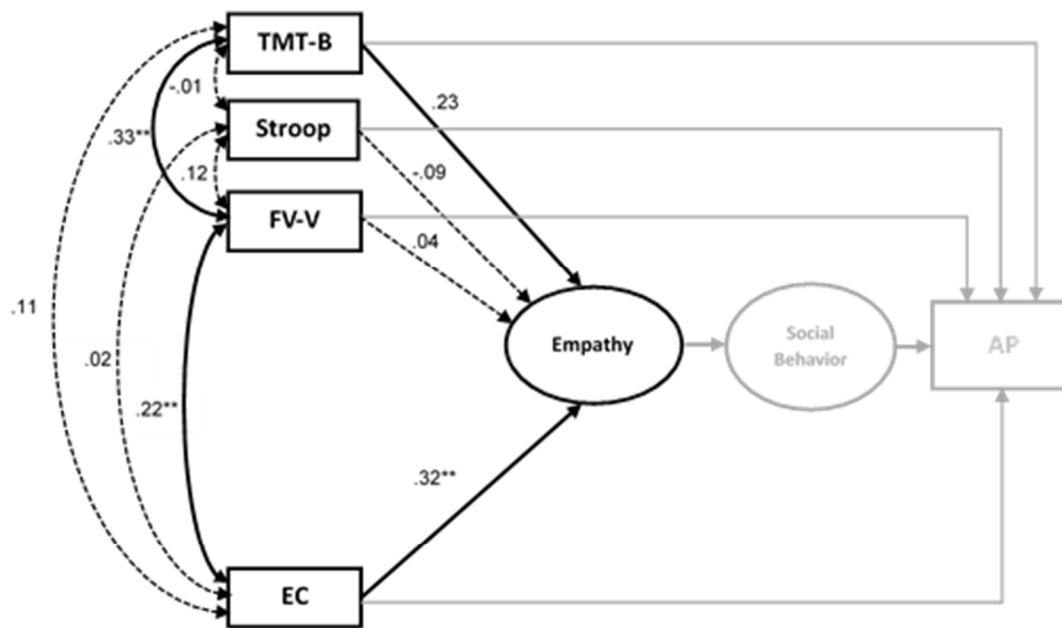 TMT-B
-.01
.23
Stroop
.33**
-.09
.12
FV-V
.04
.11
Empathy
Social
Behavior
AP
.02
.22**
.32**
EC